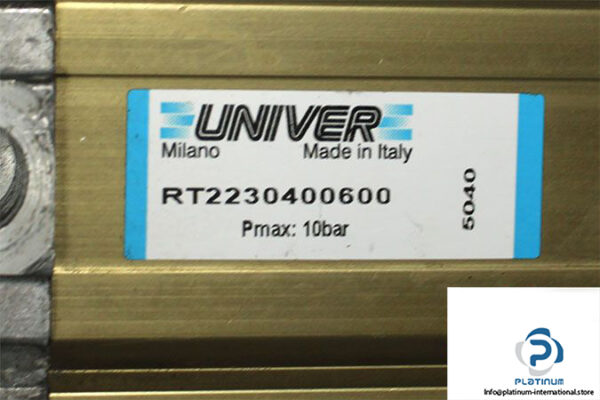 UNIVER
Milano Made in Italy
RT2230400600
Pmax: 10bar
5040
PLATINUM
Info@platinum-international.store